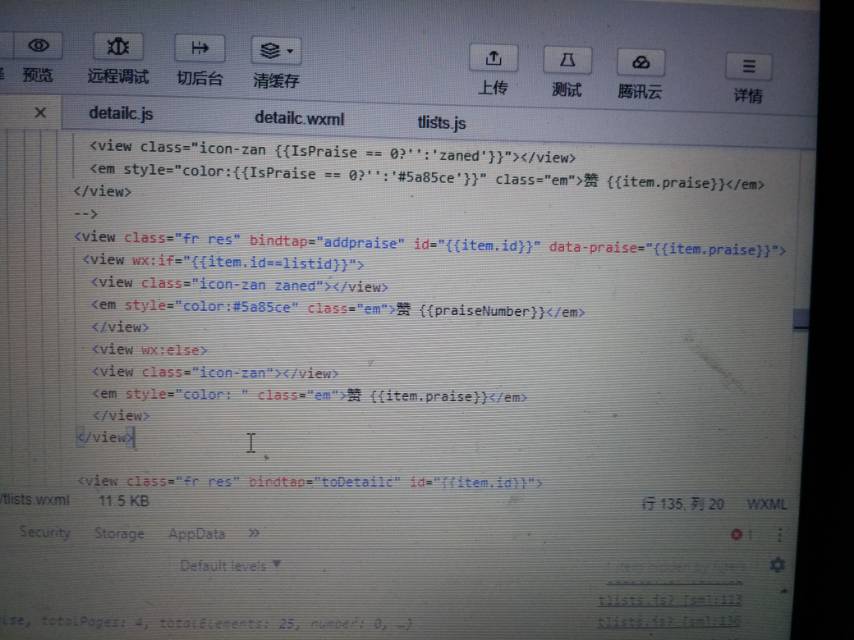 预览 远程调试 切后台 清缓存 上传 测试 腾讯云 详情
detailc.js detailc.wxml tlists.js
<view class="icon-zan {{IsPraise == 0?'':'zaned'}}"></view>
<em style="color:{{IsPraise == 0?'':'#5a85ce'}}" class="em">赞 {{item.praise}}</em>
</view>
-->
<view class="fr res" bindtap="addpraise" id="{{item.id}}" data-praise="{{item.praise}}">
<view wx:if="{{item.id==listid}}">
<view class="icon-zan zaned"></view>
<em style="color:#5a85ce" class="em">赞 {{praiseNumber}}</em>
</view>
<view wx:else>
<view class="icon-zan"></view>
<em style="color: " class="em">赞 {{item.praise}}</em>
</view>
</view>
<view class="fr res" bindtap="toDetailc" id="{{item.id}}">
/tlists.wxml 11.5 KB 行 135, 列 20 WXML
Security Storage AppData » 1
Default levels ▼
tlists.js? [sm]:113
ise, totalPages: 4, totalElements: 25, number: 0, …}
tlists.js? [sm]:136